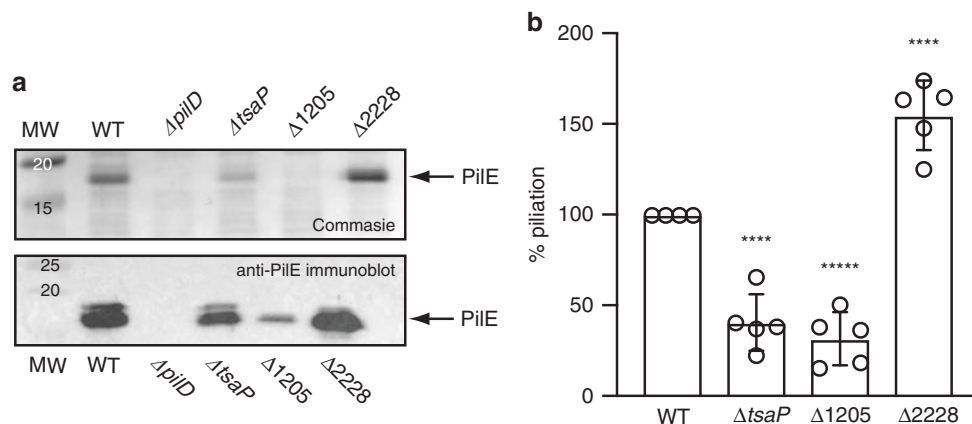 a
MW WT ΔpilD ΔtsaP Δ1205 Δ2228
20
15
PilE
Commasie
25
20
anti-PilE immunoblot
PilE
MW WT ΔpilD ΔtsaP Δ1205 Δ2228
b
% piliation
200
150
100
50
0
****
****
*****
WT ΔtsaP Δ1205 Δ2228